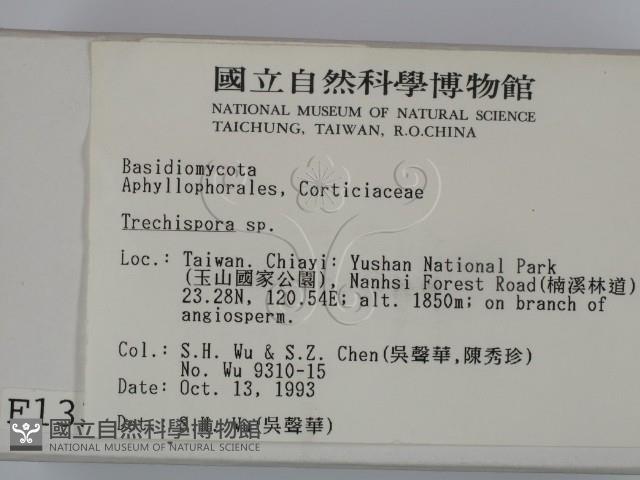 國立自然科學博物館
NATIONAL MUSEUM OF NATURAL SCIENCE
TAICHUNG, TAIWAN, R.O.CHINA
Basidiomycota
Aphyllophorales, Corticiaceae
Trechispora sp.
Loc.: Taiwan. Chiayi: Yushan National Park
(玉山國家公園), Nanhsi Forest Road(楠溪林道)
23.28N, 120.54E; alt. 1850m; on branch of
angiosperm.
Col.: S.H. Wu & S.Z. Chen(吳聲華,陳秀珍)
No. Wu 9310-15
Date: Oct. 13, 1993
Det.: S.H. Wu(吳聲華)
F13
國立自然科學博物館
NATIONAL MUSEUM OF NATURAL SCIENCE